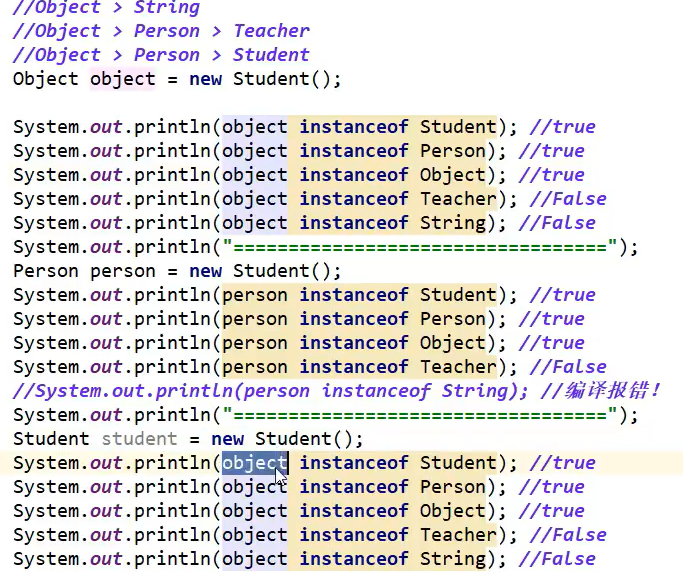 //Object > String
//Object > Person > Teacher
//Object > Person > Student
Object object = new Student();
System.out.println(object instanceof Student); //true
System.out.println(object instanceof Person); //true
System.out.println(object instanceof Object); //true
System.out.println(object instanceof Teacher); //False
System.out.println(object instanceof String); //False
System.out.println("==================================");
Person person = new Student();
System.out.println(person instanceof Student); //true
System.out.println(person instanceof Person); //true
System.out.println(person instanceof Object); //true
System.out.println(person instanceof Teacher); //False
//System.out.println(person instanceof String); //编译报错！
System.out.println("==================================");
Student student = new Student();
System.out.println(object instanceof Student); //true
System.out.println(object instanceof Person); //true
System.out.println(object instanceof Object); //true
System.out.println(object instanceof Teacher); //False
System.out.println(object instanceof String); //False